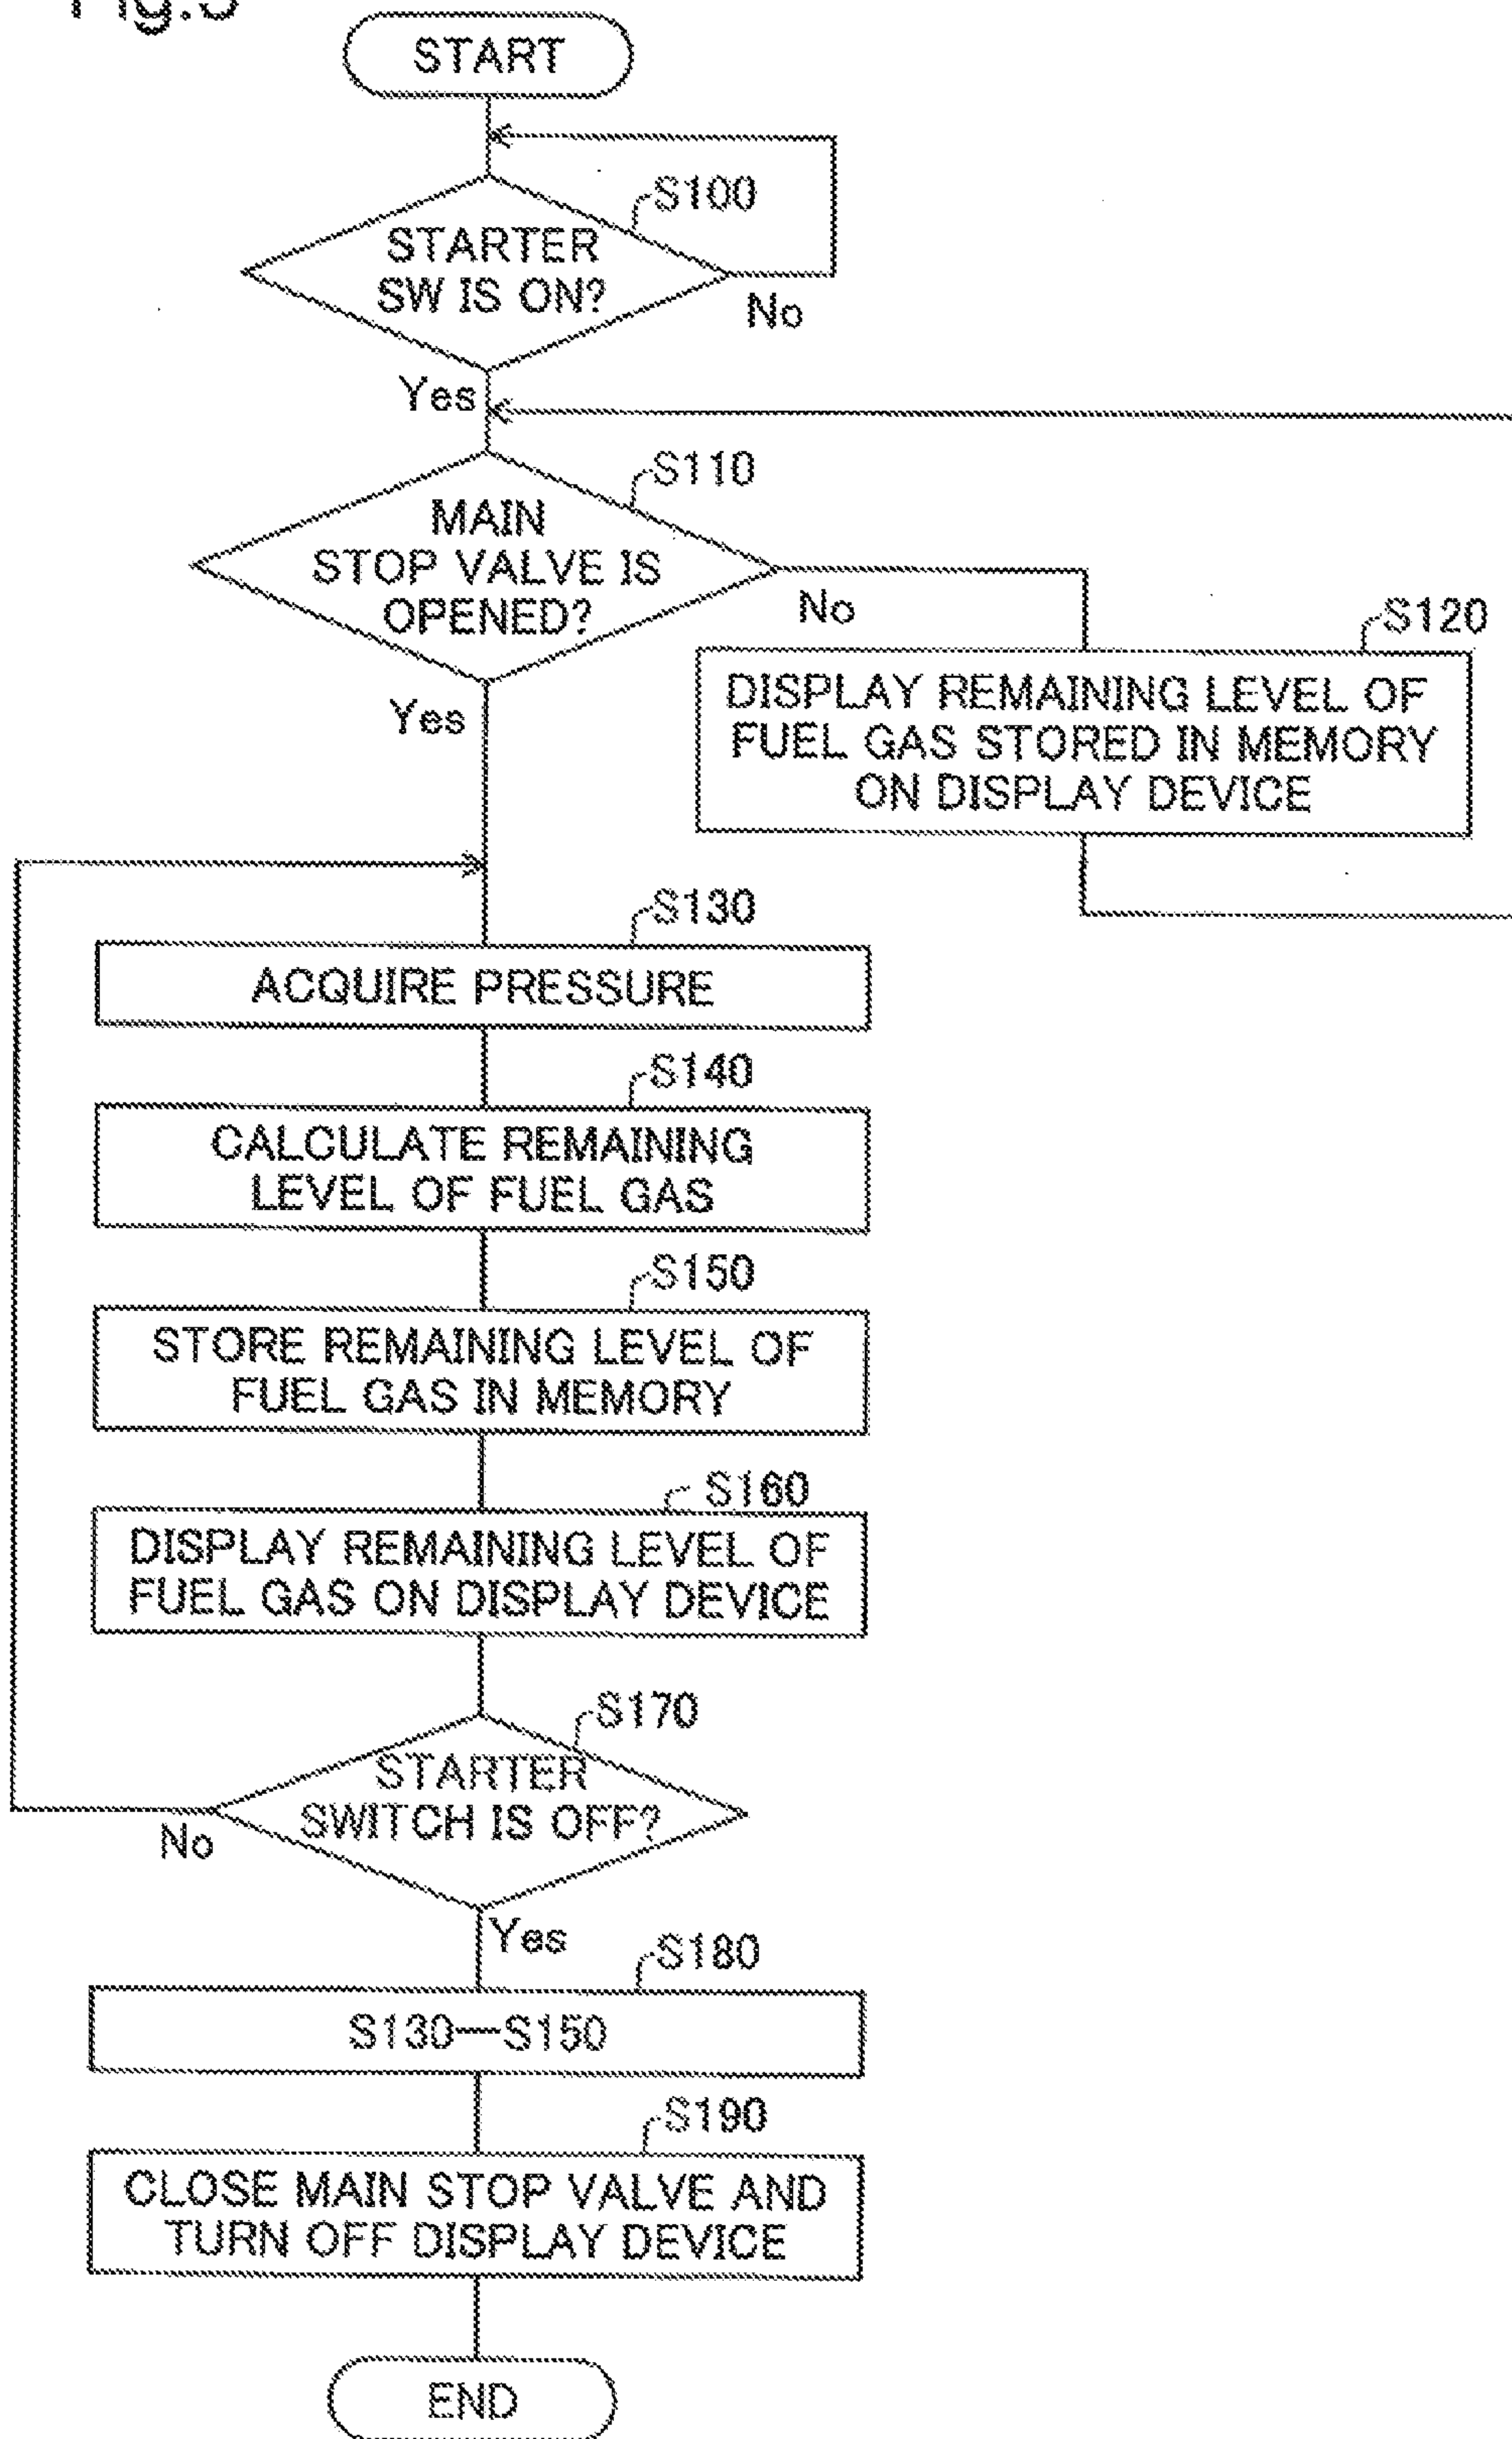 START
S100
STARTER
SW IS ON?
No
Yes
S110
MAIN
STOP VALVE IS
OPENED?
No
S120
Yes
DISPLAY REMAINING LEVEL OF
FUEL GAS STORED IN MEMORY
ON DISPLAY DEVICE
S130
ACQUIRE PRESSURE
S140
CALCULATE REMAINING
LEVEL OF FUEL GAS
S150
STORE REMAINING LEVEL OF
FUEL GAS IN MEMORY
S160
DISPLAY REMAINING LEVEL OF
FUEL GAS ON DISPLAY DEVICE
S170
STARTER
SWITCH IS OFF?
No
Yes
S180
S130—S150
S190
CLOSE MAIN STOP VALVE AND
TURN OFF DISPLAY DEVICE
END